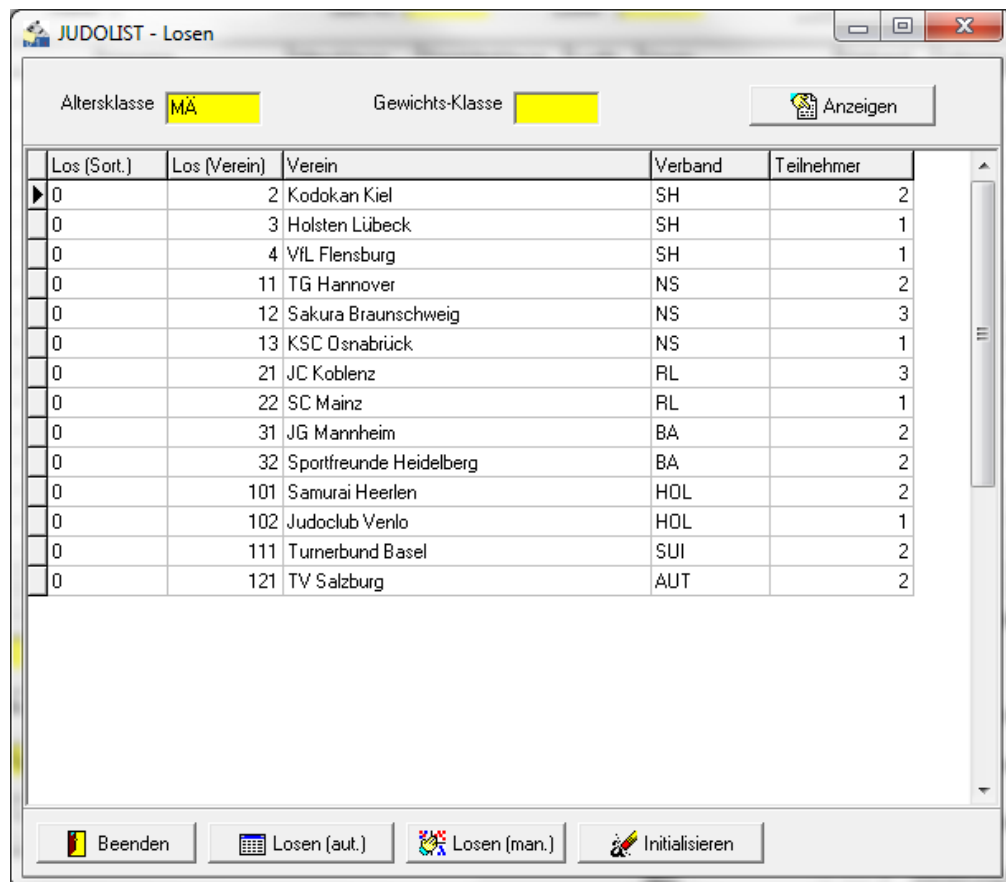 JUDOLIST - Losen
Altersklasse MÄ Gewichts-Klasse Anzeigen
Los (Sort.) Los (Verein) Verein Verband Teilnehmer
0 2 Kodokan Kiel SH 2
0 3 Holsten Lübeck SH 1
0 4 VfL Flensburg SH 1
0 11 TG Hannover NS 2
0 12 Sakura Braunschweig NS 3
0 13 KSC Osnabrück NS 1
0 21 JC Koblenz RL 3
0 22 SC Mainz RL 1
0 31 JG Mannheim BA 2
0 32 Sportfreunde Heidelberg BA 2
0 101 Samurai Heerlen HOL 2
0 102 Judoclub Venlo HOL 1
0 111 Turnerbund Basel SUI 2
0 121 TV Salzburg AUT 2
Beenden Losen (aut.) Losen (man.) Initialisieren